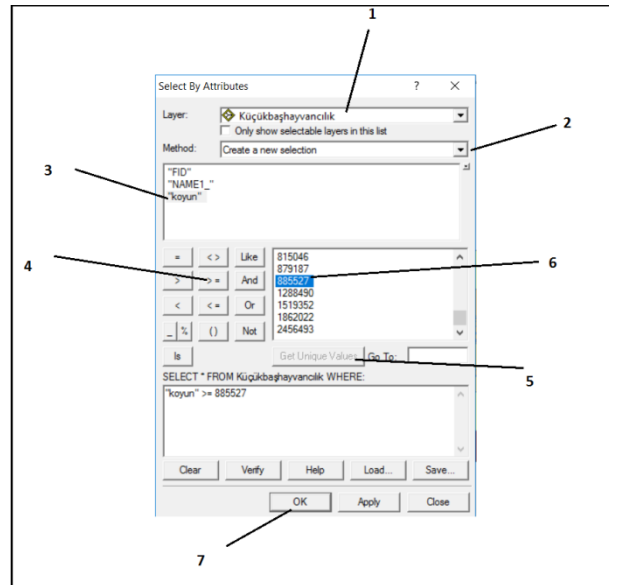 1
Select By Attributes ? ×
Layer: Küçükbaşhayvancılık
Only show selectable layers in this list
2
Method: Create a new selection
3
"FID"
"NAME1_"
"koyun"
4
= < > Like
> > = And
< < = Or
_ % () Not
Is
815046
879187
885527
1288490
1519352
1862022
2456493
6
Get Unique Values Go To:
5
SELECT * FROM Küçükbaşhayvancılık WHERE:
"koyun" >= 885527
Clear Verify Help Load... Save...
OK Apply Close
7